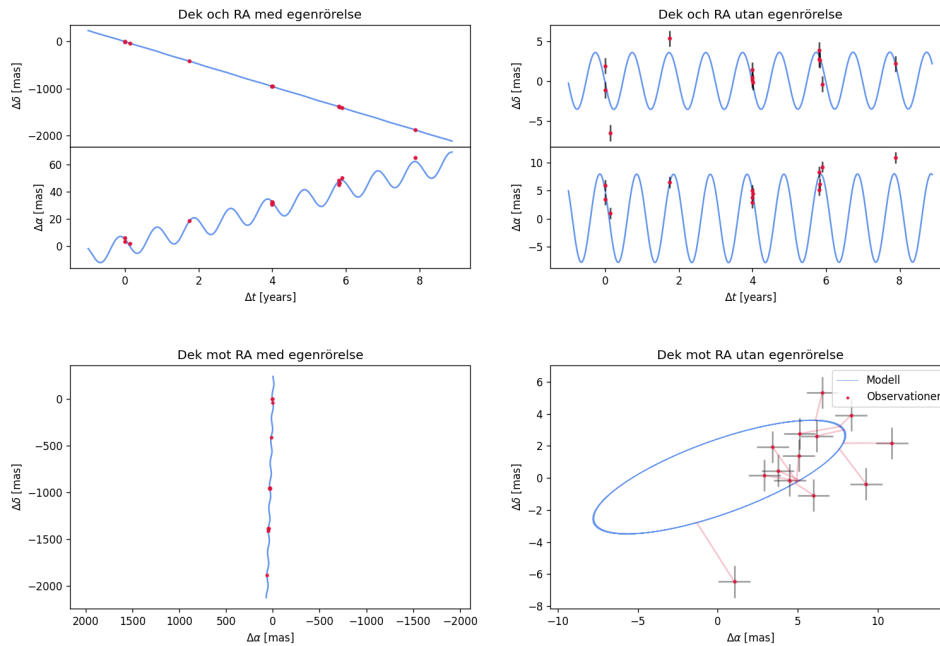 Dek och RA med egenrörelse
0
−1000
−2000
Δδ [mas]
60
40
20
0
Δα [mas]
0 2 4 6 8
Δt [years]
Dek och RA utan egenrörelse
5
0
−5
Δδ [mas]
10
5
0
−5
Δα [mas]
0 2 4 6 8
Δt [years]
Dek mot RA med egenrörelse
0
−500
−1000
−1500
−2000
Δδ [mas]
2000 1500 1000 500 0 −500 −1000 −1500 −2000
Δα [mas]
Dek mot RA utan egenrörelse
Modell
Observationer
6
4
2
0
−2
−4
−6
−8
Δδ [mas]
−10 −5 0 5 10
Δα [mas]